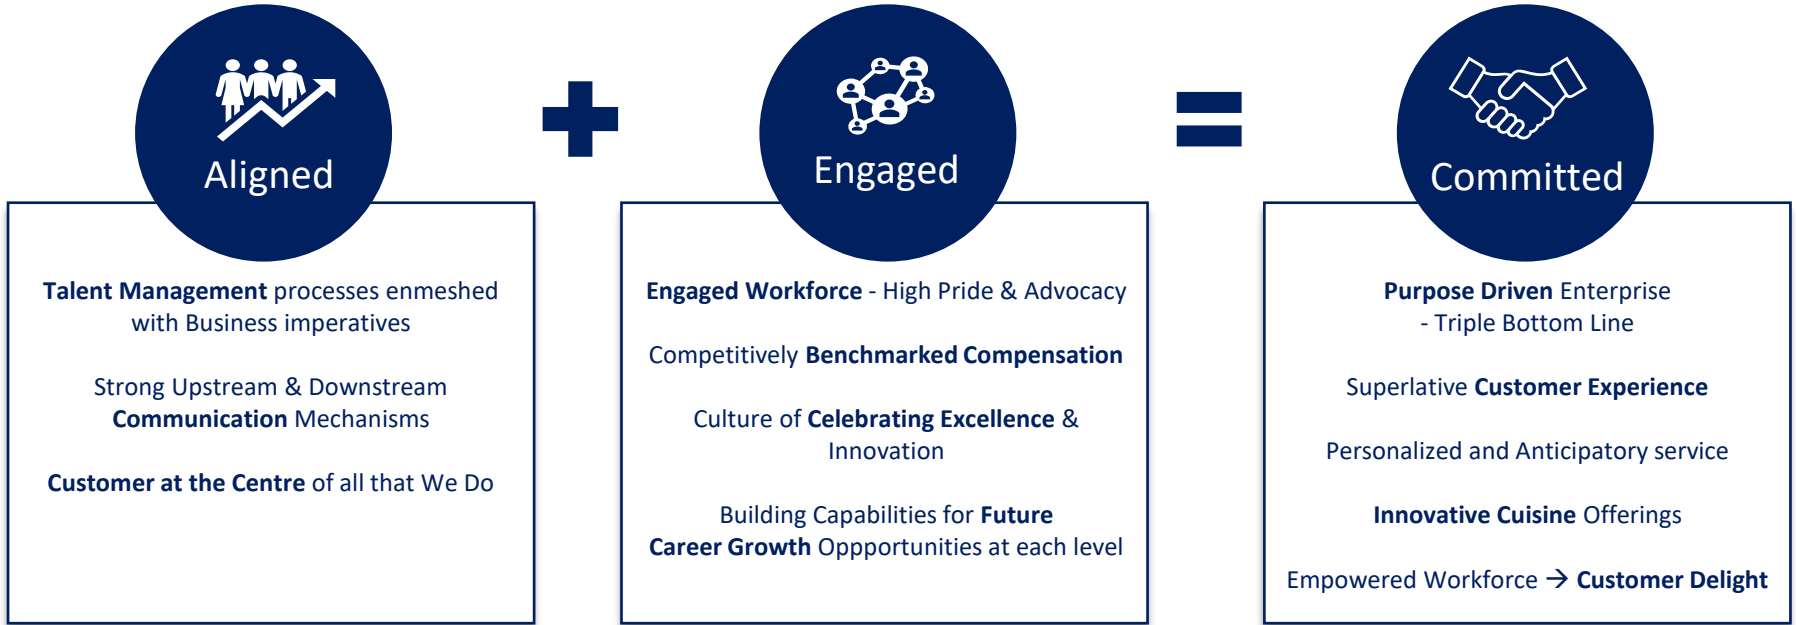 Aligned
Talent Management processes enmeshed
with Business imperatives
Strong Upstream & Downstream
Communication Mechanisms
Customer at the Centre of all that We Do
Engaged
Engaged Workforce - High Pride & Advocacy
Competitively Benchmarked Compensation
Culture of Celebrating Excellence &
Innovation
Building Capabilities for Future
Career Growth Oppportunities at each level
Committed
Purpose Driven Enterprise
- Triple Bottom Line
Superlative Customer Experience
Personalized and Anticipatory service
Innovative Cuisine Offerings
Empowered Workforce → Customer Delight